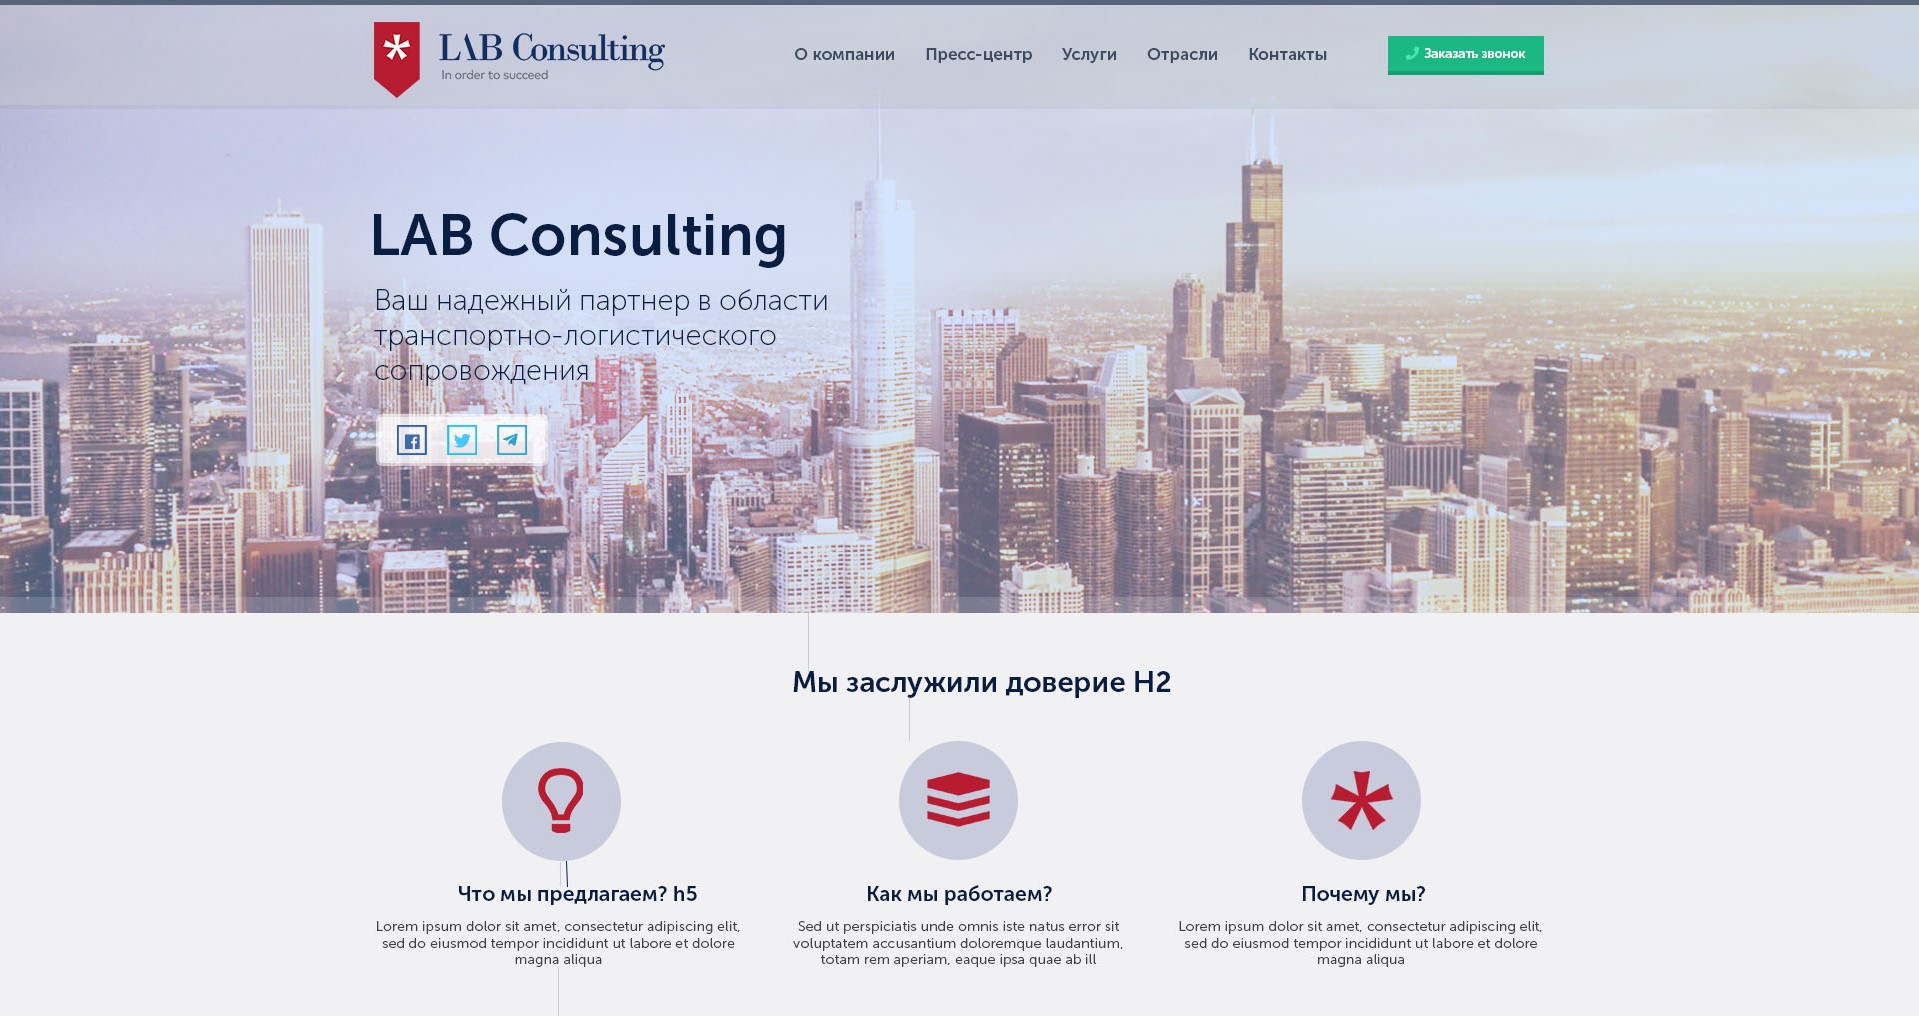 LAB Consulting
In order to succeed
О компании
Пресс-центр
Услуги
Отрасли
Контакты
Заказать звонок
LAB Consulting
Ваш надежный партнер в области
транспортно-логистического
сопровождения
Мы заслужили доверие H2
Что мы предлагаем? h5
Lorem ipsum dolor sit amet, consectetur adipiscing elit,
sed do eiusmod tempor incididunt ut labore et dolore
magna aliqua
Как мы работаем?
Sed ut perspiciatis unde omnis iste natus error sit
voluptatem accusantium doloremque laudantium,
totam rem aperiam, eaque ipsa quae ab ill
Почему мы?
Lorem ipsum dolor sit amet, consectetur adipiscing elit,
sed do eiusmod tempor incididunt ut labore et dolore
magna aliqua